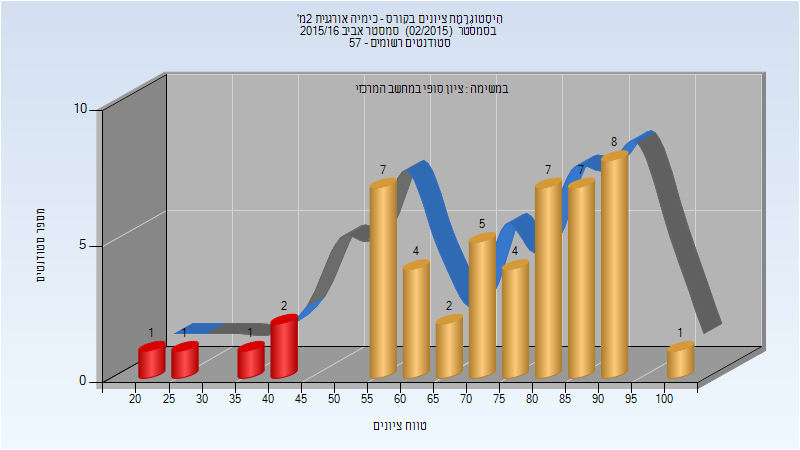 היסטוגרמת ציונים בקורס - כימיה אורגנית 2מ'
בסמסטר (02/2015) סמסטר אביב 2015/16
סטודנטים רשומים - 57
במשימה : ציון סופי במחשב המרכזי
מספר סטודנטים
10
5
0
1
1
1
2
7
4
2
5
4
7
7
8
1
20 25 30 35 40 45 50 55 60 65 70 75 80 85 90 95 100
טווח ציונים